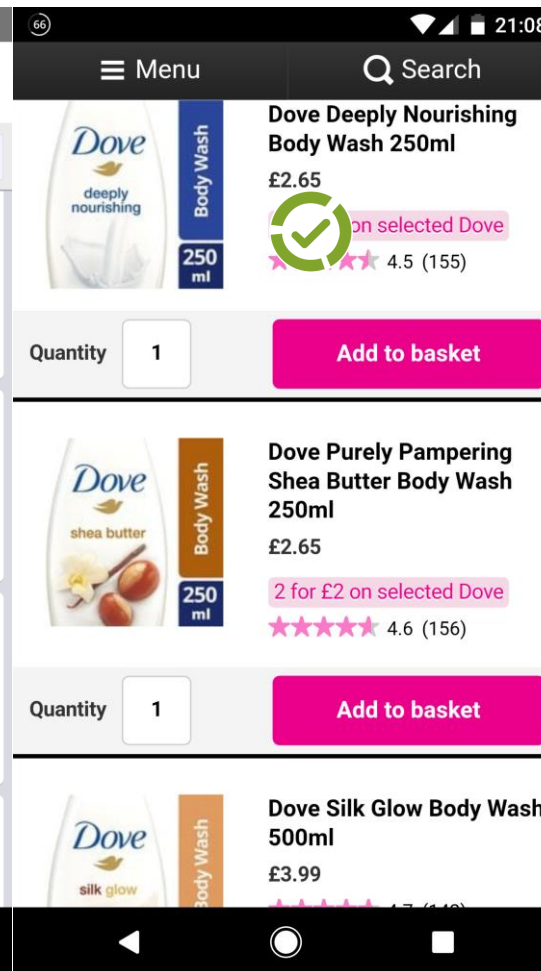 66
21:08
Menu
Search
Dove
deeply
nourishing
Body Wash
250
ml
Dove Deeply Nourishing
Body Wash 250ml
£2.65
on selected Dove
4.5 (155)
Quantity
1
Add to basket
Dove
shea butter
Body Wash
250
ml
Dove Purely Pampering
Shea Butter Body Wash
250ml
£2.65
2 for £2 on selected Dove
4.6 (156)
Quantity
1
Add to basket
Dove
silk glow
Body Wash
Dove Silk Glow Body Wash
500ml
£3.99